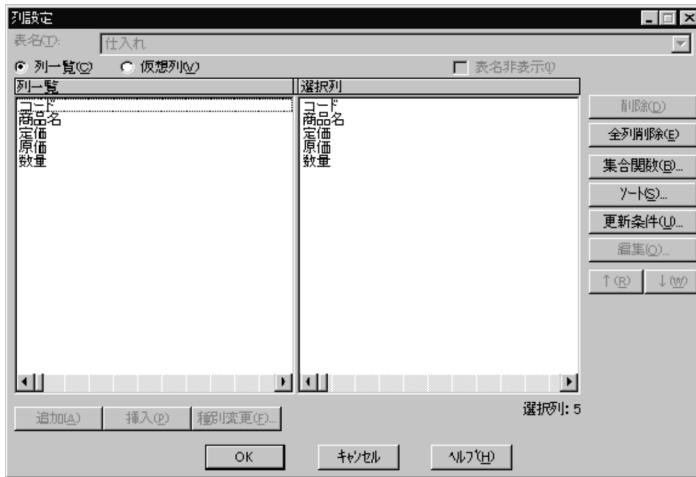 列設定
表名(T): 仕入れ
列一覧(C) 仮想列(V) 表名非表示(I)
列一覧 選択列
コード コード
商品名 商品名
定価 定価
原価 原価
数量 数量
削除(D)
全列削除(E)
集合関数(B)...
ソート(S)...
更新条件(U)...
編集(O)...
↑(R) ↓(W)
選択列: 5
追加(A) 挿入(P) 種別変更(F)...
OK キャンセル ヘルプ(H)